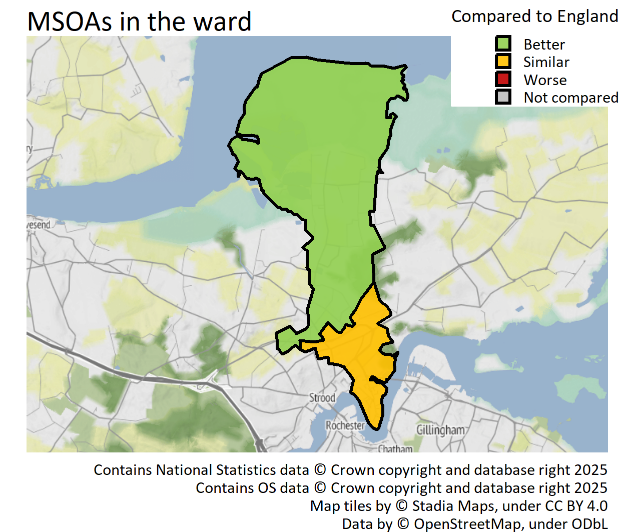 MSOAs in the ward
Compared to England
Better
Similar
Worse
Not compared
ry
vesend
Strood
Rochester
Gillingham
Chatham
Contains National Statistics data © Crown copyright and database right 2025
Contains OS data © Crown copyright and database right 2025
Map tiles by © Stadia Maps, under CC BY 4.0
Data by © OpenStreetMap, under ODbL